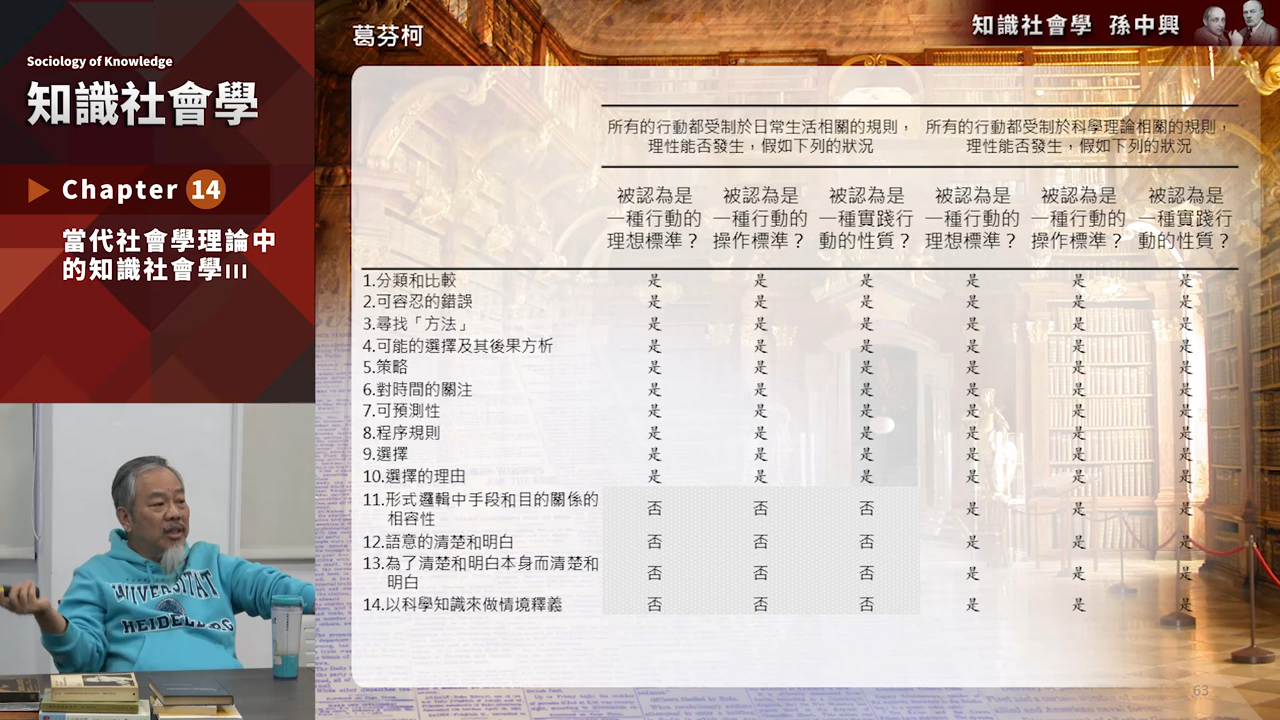 Sociology of Knowledge
知識社會學
Chapter 14
當代社會學理論中
的知識社會學III
葛芬柯
知識社會學 孫中興
所有的行動都受制於日常生活相關的規則，
理性能否發生，假如下列的狀況
所有的行動都受制於科學理論相關的規則，
理性能否發生，假如下列的狀況
被認為是
一種行動的
理想標準？
被認為是
一種行動的
操作標準？
被認為是
一種實踐行
動的性質？
被認為是
一種行動的
理想標準？
被認為是
一種行動的
操作標準？
被認為是
一種實踐行
動的性質？
1.分類和比較 是 是 是 是 是 是
2.可容忍的錯誤 是 是 是 是 是 是
3.尋找「方法」 是 是 是 是 是 是
4.可能的選擇及其後果方析 是 是 是 是 是 是
5.策略 是 是 是 是 是 是
6.對時間的關注 是 是 是 是 是 是
7.可預測性 是 是 是 是 是 是
8.程序規則 是 是 是 是 是 是
9.選擇 是 是 是 是 是 是
10.選擇的理由 是 是 是 是 是 是
11.形式邏輯中手段和目的關係的
相容性 否 否 否 是 是 是
12.語意的清楚和明白 否 否 否 是 是 是
13.為了清楚和明白本身而清楚和
明白 否 否 否 是 是 是
14.以科學知識來做情境釋義 否 否 否 是 是 是
63
UNIVERSITAT
HEIDELBERG